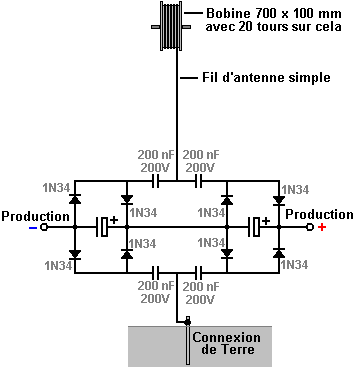 Bobine 700 x 100 mm
avec 20 tours sur cela
Fil d'antenne simple
200 nF 200 nF
200V 200V
1N34
1N34
1N34
1N34
Production
Production
+
+
-
+
1N34
1N34
1N34
1N34
200 nF 200 nF
200V 200V
Connexion
de Terre